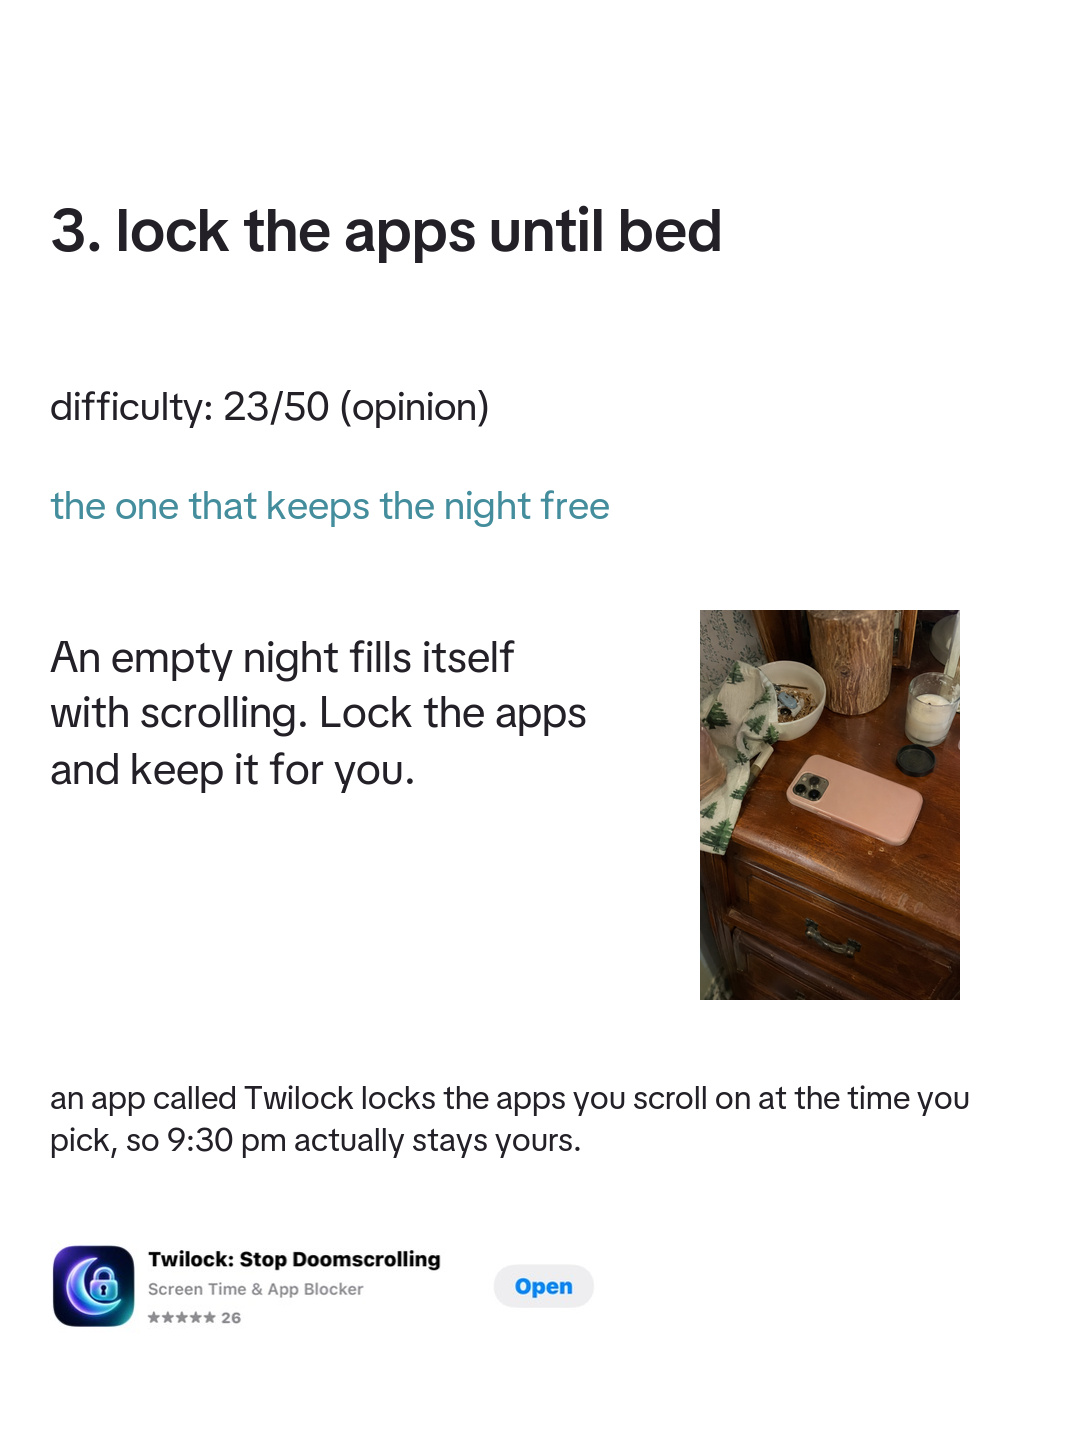 3. lock the apps until bed
difficulty: 23/50 (opinion)
the one that keeps the night free
An empty night fills itself
with scrolling. Lock the apps
and keep it for you.
an app called Twilock locks the apps you scroll on at the time you
pick, so 9:30 pm actually stays yours.
Twilock: Stop Doomscrolling
Screen Time & App Blocker
★★★★★ 26
Open